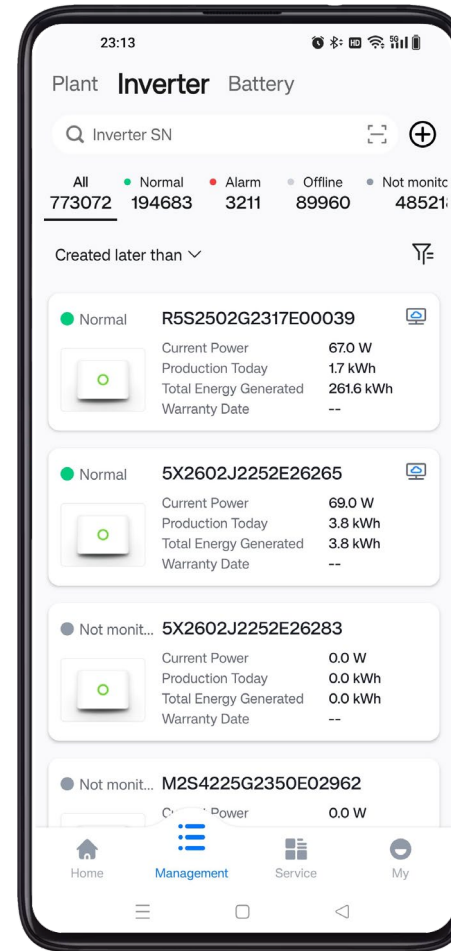 23:13
HD 5G
Plant Inverter Battery
Inverter SN
All Normal Alarm Offline Not monito
773072 194683 3211 89960 48521
Created later than
Normal R5S2502G2317E00039
Current Power 67.0 W
Production Today 1.7 kWh
Total Energy Generated 261.6 kWh
Warranty Date --
Normal 5X2602J2252E26265
Current Power 69.0 W
Production Today 3.8 kWh
Total Energy Generated 3.8 kWh
Warranty Date --
Not monit... 5X2602J2252E26283
Current Power 0.0 W
Production Today 0.0 kWh
Total Energy Generated 0.0 kWh
Warranty Date --
Not monit... M2S4225G2350E02962
Power 0.0 W
Home Management Service My